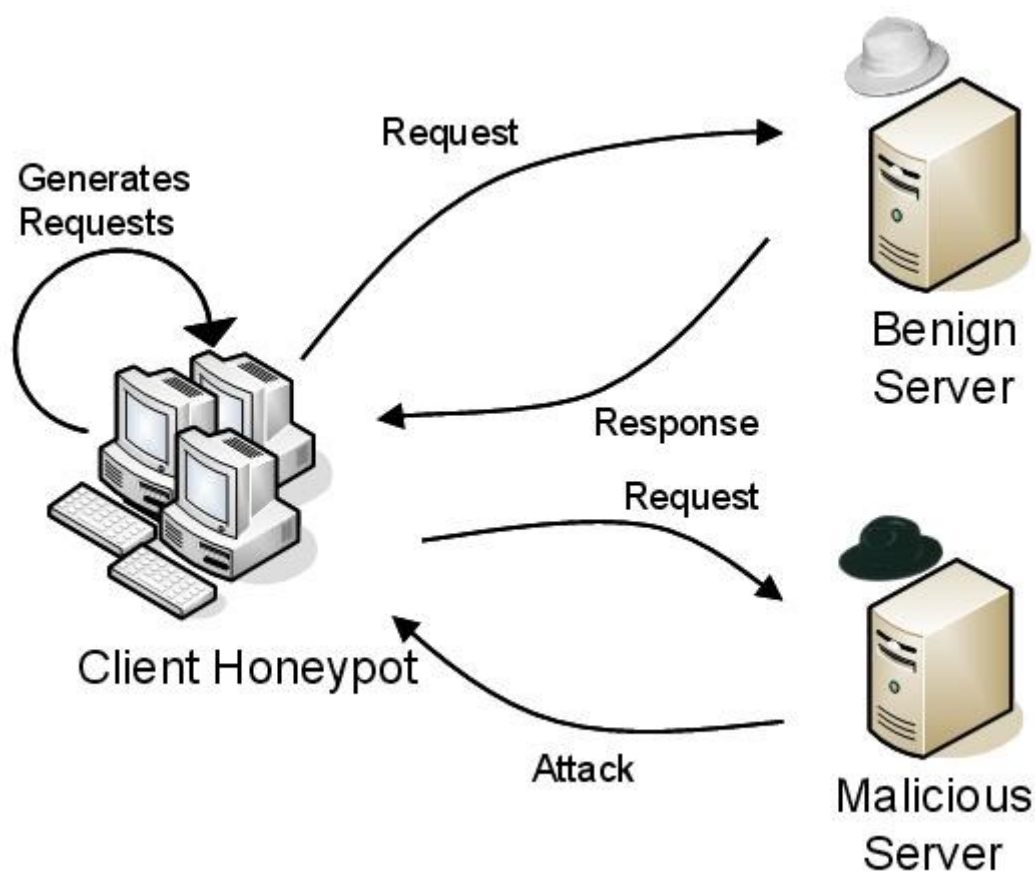 Request
Generates
Requests
Benign
Server
Response
Request
Client Honeypot
Attack
Malicious
Server